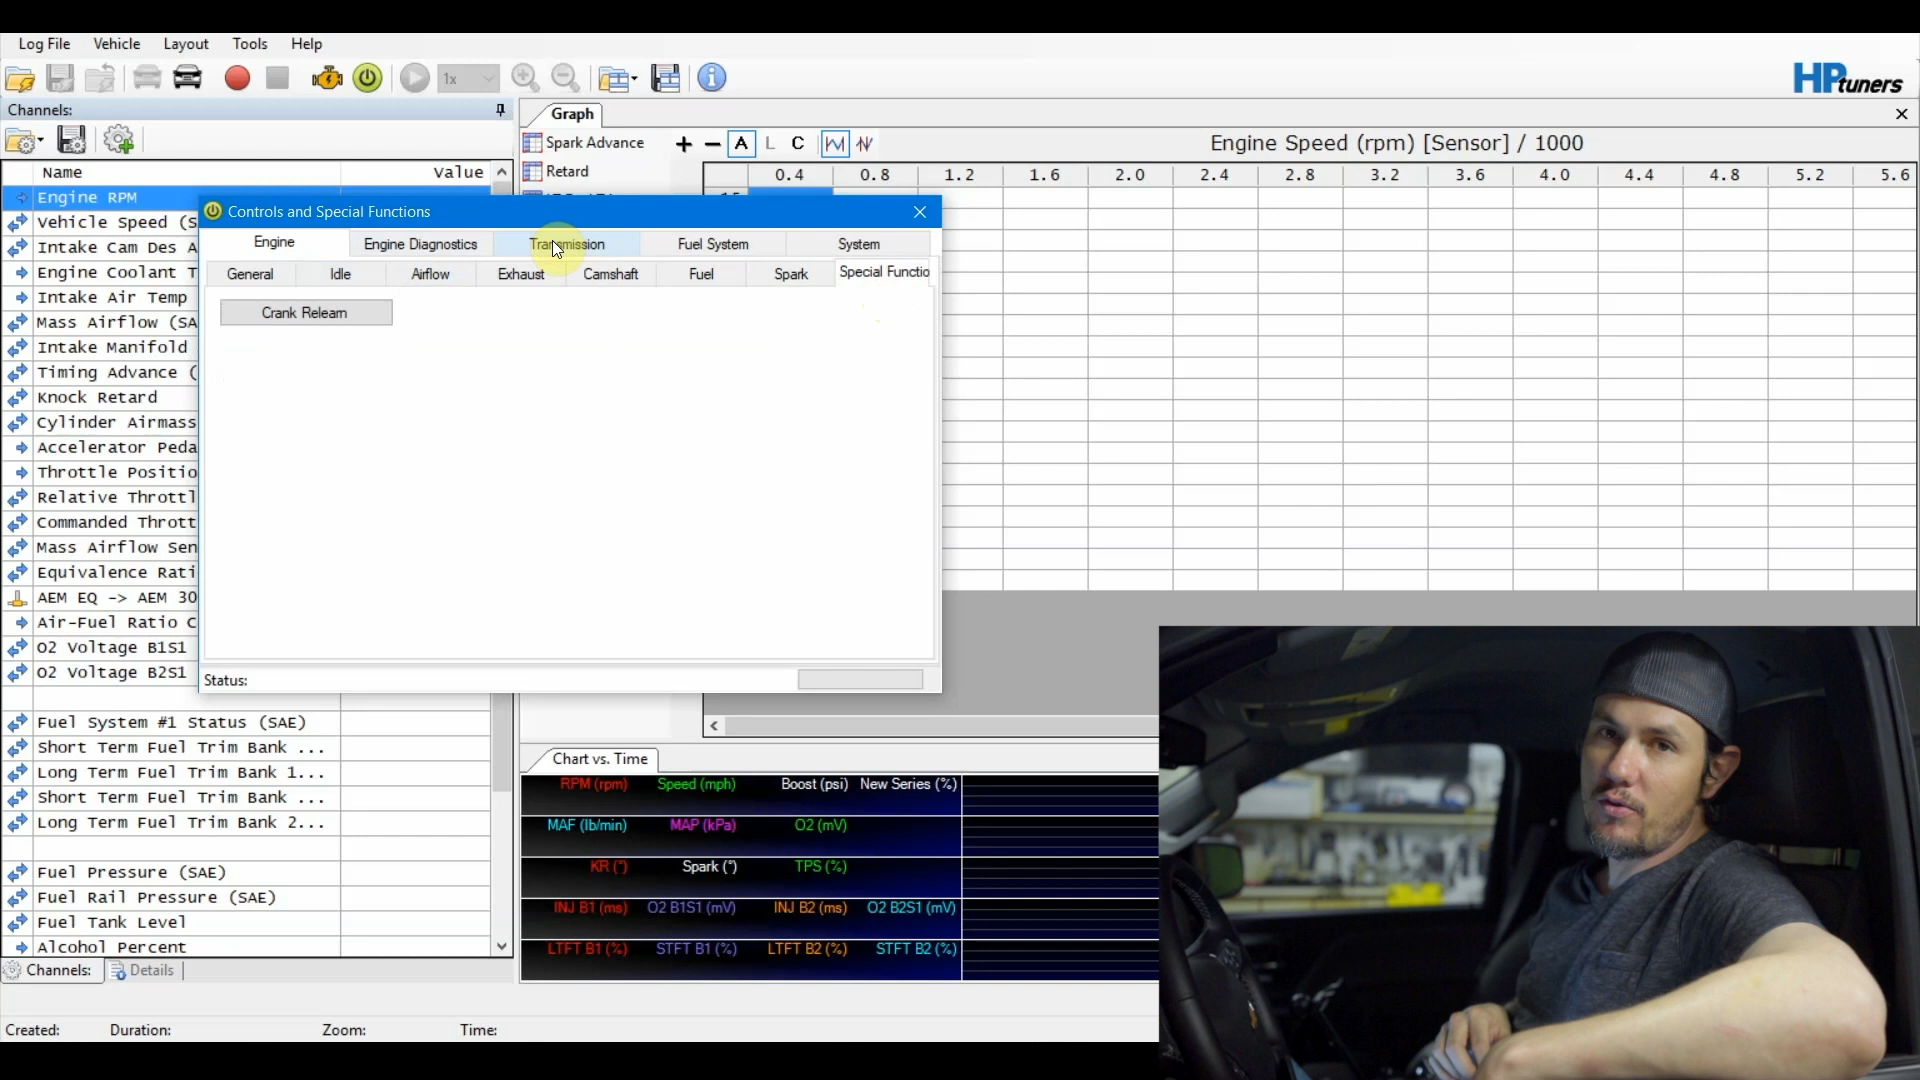 Log File Vehicle Layout Tools Help
1x
HPtuners
Channels:
Graph
Spark Advance
A L C
Engine Speed (rpm) [Sensor] / 1000
Retard
Name Value
0.4 0.8 1.2 1.6 2.0 2.4 2.8 3.2 3.6 4.0 4.4 4.8 5.2 5.6
Engine RPM
Controls and Special Functions
Vehicle Speed (S
Engine Engine Diagnostics Transmission Fuel System System
Intake Cam Des A
General Idle Airflow Exhaust Camshaft Fuel Spark Special Functio
Engine Coolant T
Intake Air Temp
Crank Relearn
Mass Airflow (SA
Intake Manifold
Timing Advance (
Knock Retard
Cylinder Airmass
Accelerator Peda
Throttle Positio
Relative Throttl
Commanded Thrott
Mass Airflow Sen
Equivalence Rati
AEM EQ -> AEM 30
Air-Fuel Ratio C
O2 Voltage B1S1
O2 Voltage B2S1
Status:
Fuel System #1 Status (SAE)
Short Term Fuel Trim Bank ...
Long Term Fuel Trim Bank 1...
Short Term Fuel Trim Bank ...
Long Term Fuel Trim Bank 2...
Fuel Pressure (SAE)
Fuel Rail Pressure (SAE)
Fuel Tank Level
Alcohol Percent
Chart vs. Time
RPM (rpm) Speed (mph) Boost (psi) New Series (%)
MAF (lb/min) MAP (kPa) O2 (mV)
KR (°) Spark (°) TPS (%)
INJ B1 (ms) O2 B1S1 (mV) INJ B2 (ms) O2 B2S1 (mV)
LTFT B1 (%) STFT B1 (%) LTFT B2 (%) STFT B2 (%)
Channels: Details
Created: Duration: Zoom: Time: